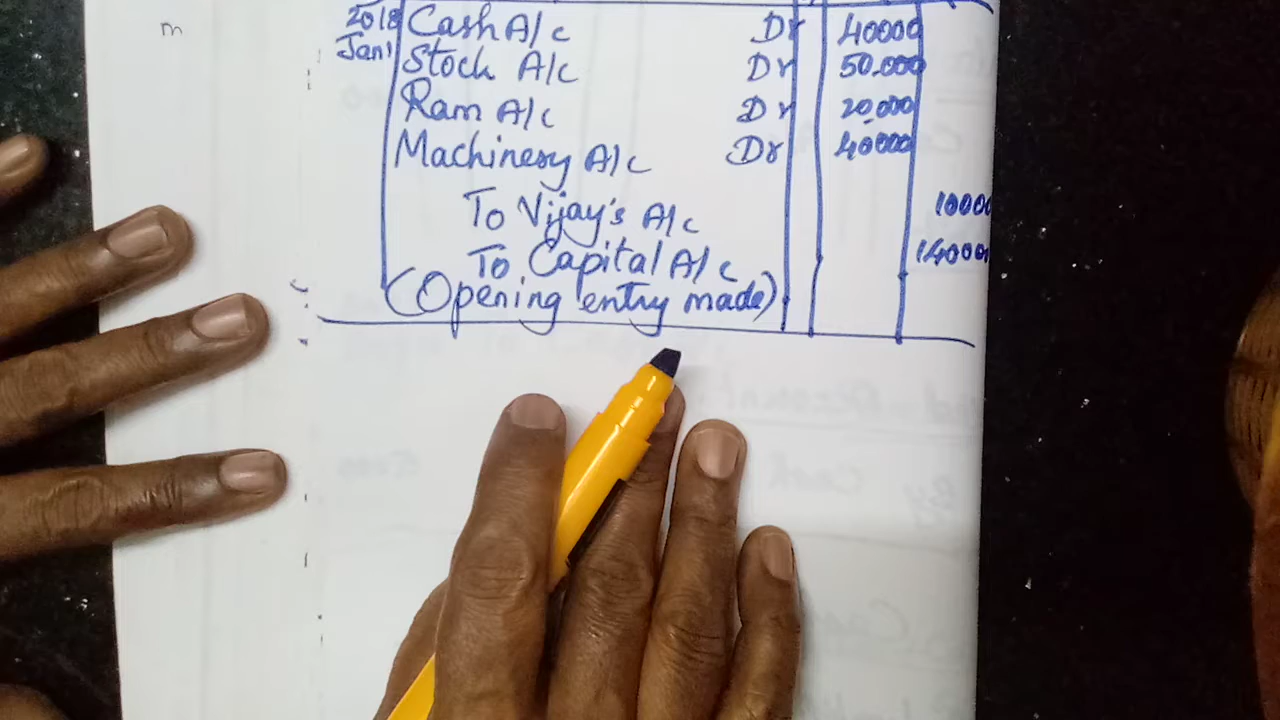 2018 Cash A/c Dr 40000
Jan 1 Stock A/c Dr 50,000
Ram A/c Dr 20,000
Machinery A/c Dr 40000
To Vijay's A/c 10000
To Capital A/c 140000
(Opening entry made)